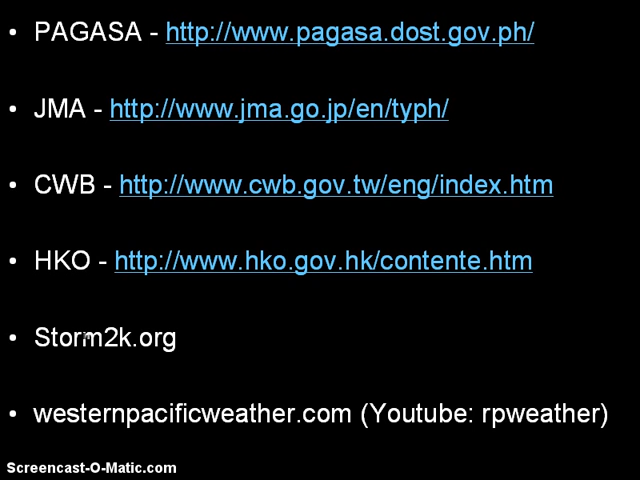 • PAGASA - http://www.pagasa.dost.gov.ph/
• JMA - http://www.jma.go.jp/en/typh/
• CWB - http://www.cwb.gov.tw/eng/index.htm
• HKO - http://www.hko.gov.hk/contente.htm
• Storm2k.org
• westernpacificweather.com (Youtube: rpweather)
Screencast-O-Matic.com